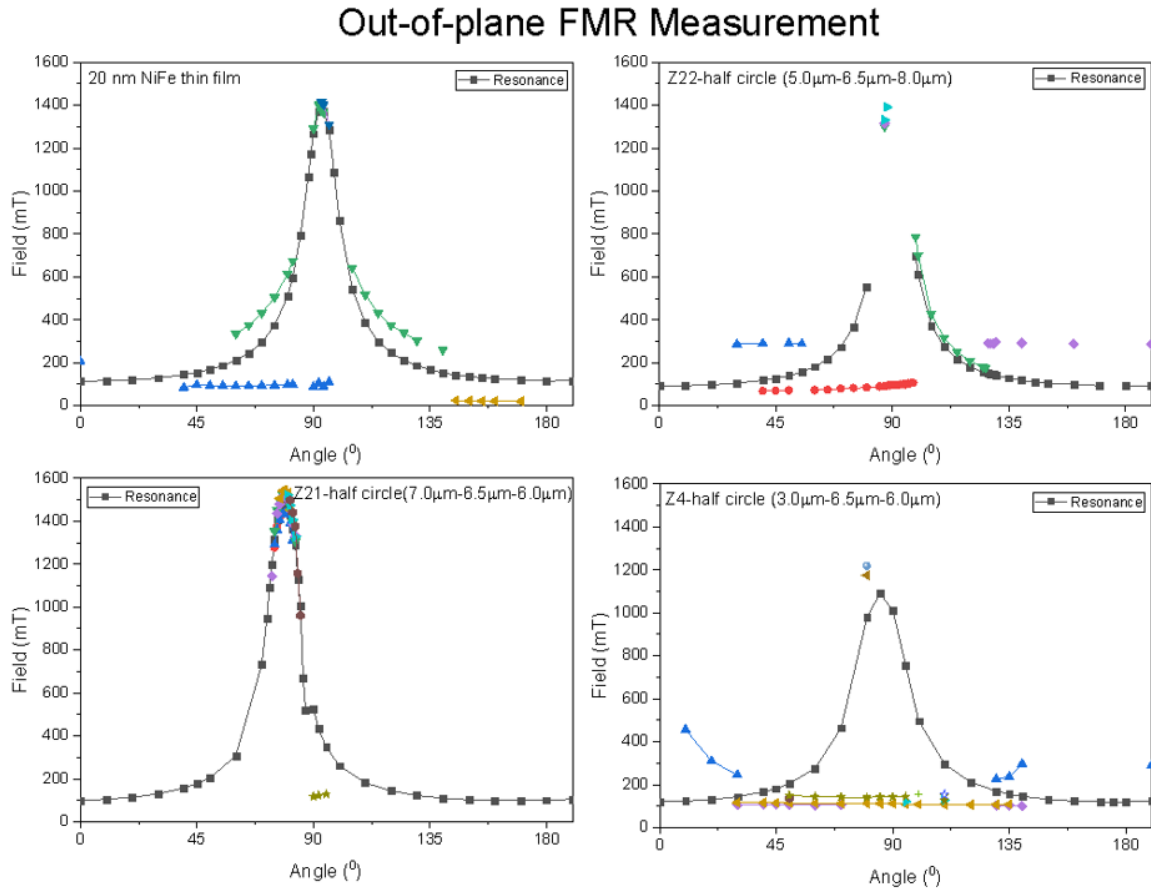 Out-of-plane FMR Measurement
20 nm NiFe thin film
Resonance
1600
1400
1200
1000
800
600
400
200
0
Field (mT)
0 45 90 135 180
Angle (⁰)
Z22-half circle (5.0μm-6.5μm-8.0μm)
Resonance
1600
1400
1200
1000
800
600
400
200
0
Field (mT)
0 45 90 135 180
Angle (⁰)
Resonance
Z21-half circle(7.0μm-6.5μm-6.0μm)
1600
1400
1200
1000
800
600
400
200
0
Field (mT)
0 45 90 135 180
Angle (⁰)
Z4-half circle (3.0μm-6.5μm-6.0μm)
Resonance
1600
1400
1200
1000
800
600
400
200
0
Field (mT)
0 45 90 135 180
Angle (⁰)